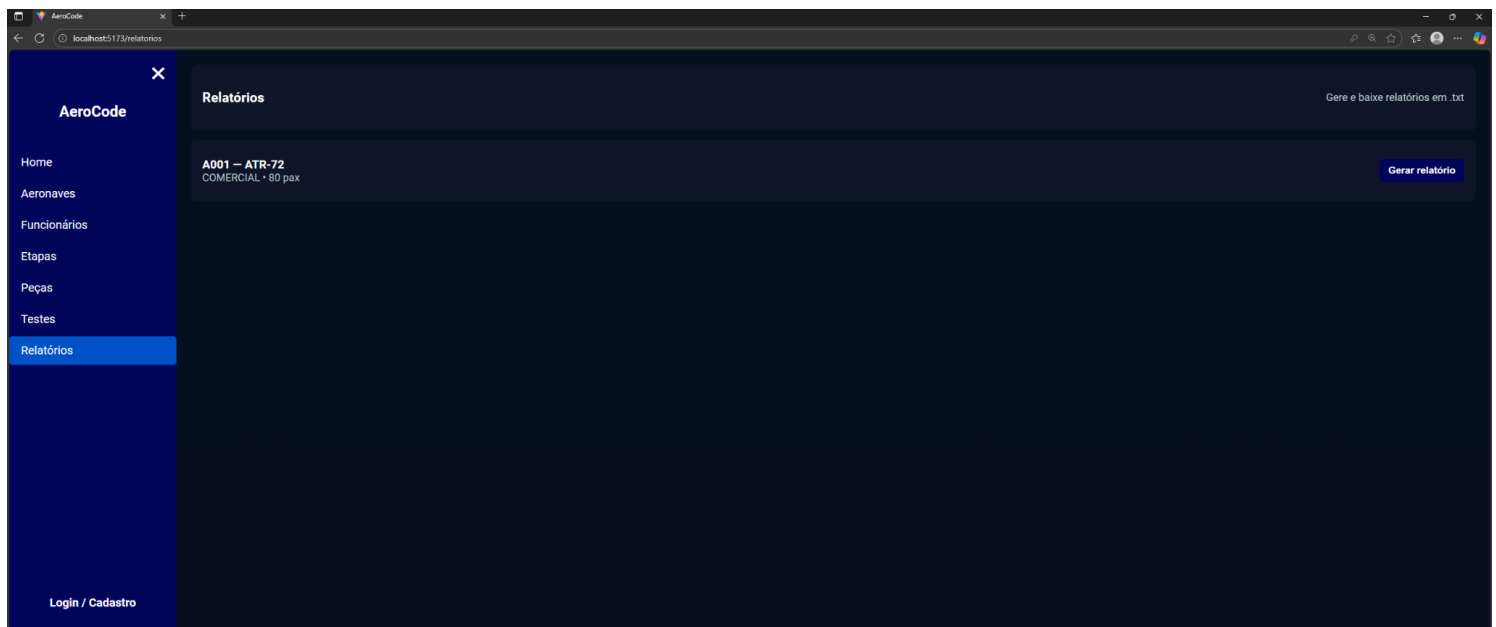 AeroCode
localhost:5173/relatorios
AeroCode
Home
Aeronaves
Funcionários
Etapas
Peças
Testes
Relatórios
Login / Cadastro
Relatórios
Gere e baixe relatórios em .txt
A001 — ATR-72
COMERCIAL • 80 pax
Gerar relatório